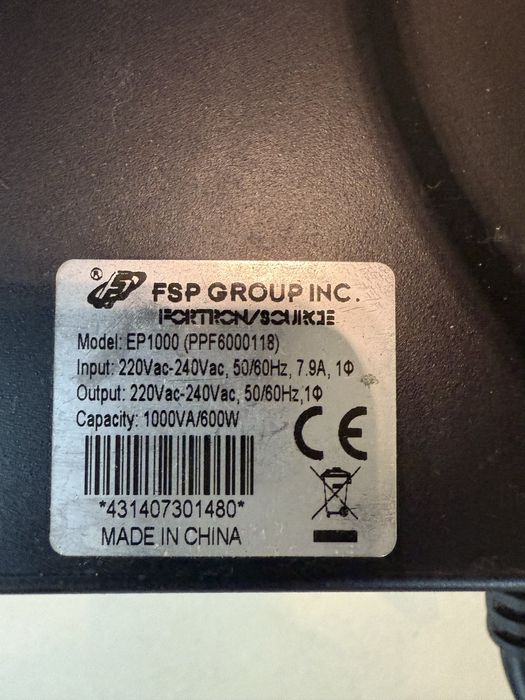 ® FSP GROUP INC.
FORTRON/SOURCE
Model: EP1000 (PPF6000118)
Input: 220Vac-240Vac, 50/60Hz, 7.9A, 1Φ
Output: 220Vac-240Vac, 50/60Hz,1Φ
Capacity: 1000VA/600W
CE
*431407301480*
MADE IN CHINA